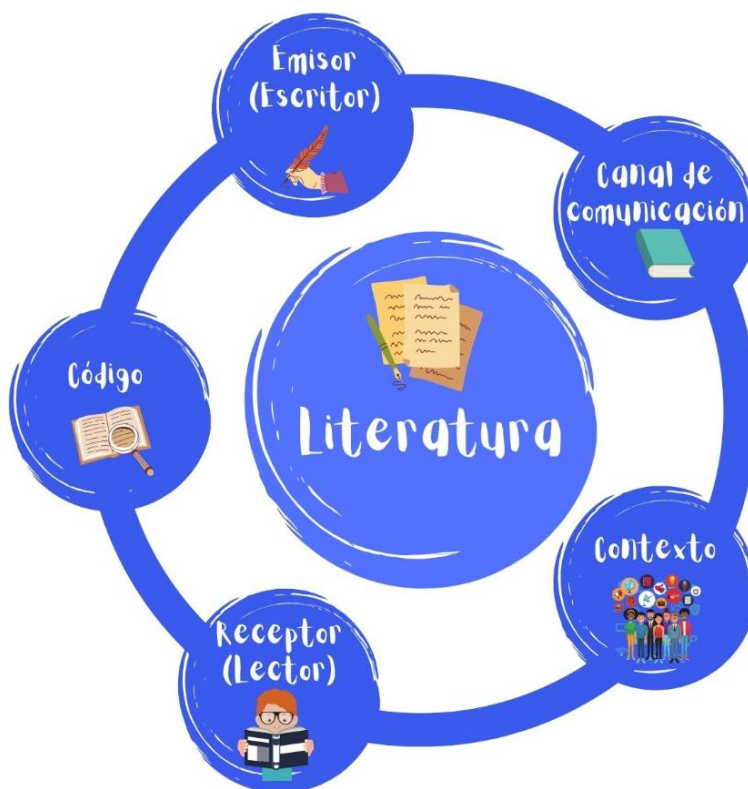 Emisor
(Escritor)
Canal de
comunicación
Código
Literatura
Contexto
Receptor
(Lector)